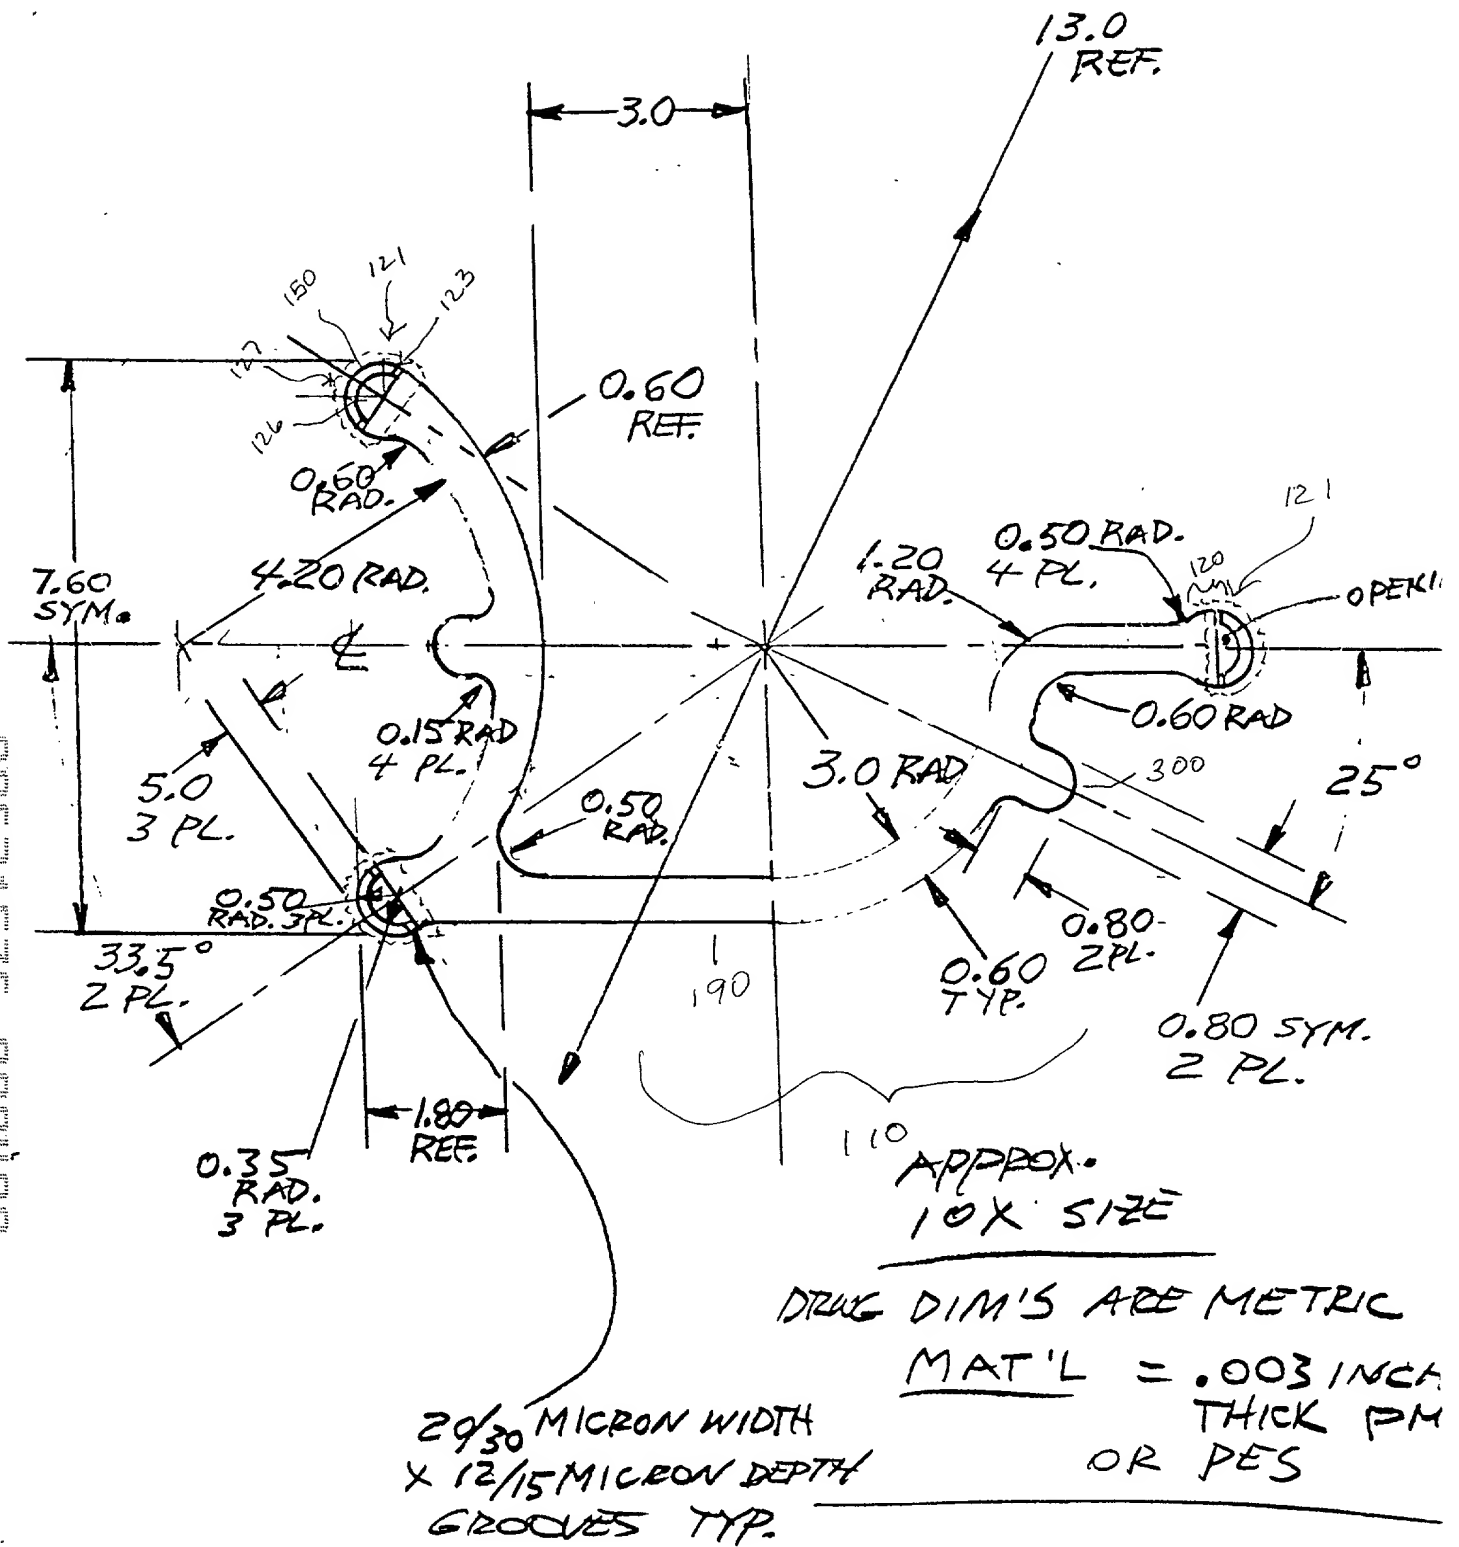 13.0
REF.
3.0
150
121
123
127
126
0.60
REF.
0.60
RAD.
121
0.50 RAD.
4 PL.
120
1.20
RAD.
7.60
SYM.
4.20 RAD.
OPENI
℄
0.15 RAD
4 PL.
0.60 RAD
3.0 RAD
300
25°
5.0
3 PL.
0.50
RAD.
0.50
RAD. 3PL.
0.80
2PL.
0.60
TYP.
33.5°
2 PL.
190
0.80 SYM.
2 PL.
1.80
REF.
110
0.35
RAD.
3 PL.
APPROX.
10X SIZE
DRWG DIM'S ARE METRIC
MAT'L = .003 INCH
THICK PM
OR PES
20/30 MICRON WIDTH
X 12/15 MICRON DEPTH
GROOVES TYP.